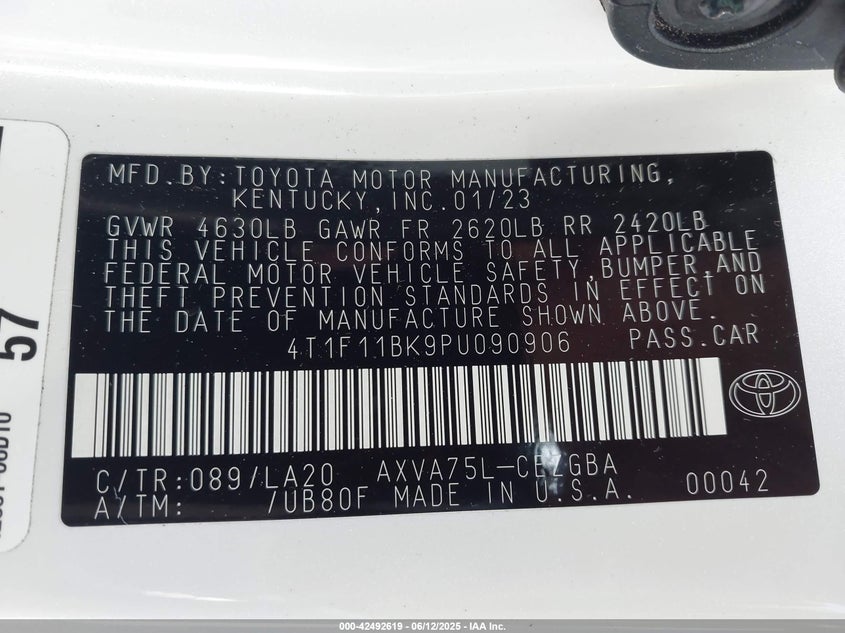 MFD.BY:TOYOTA MOTOR MANUFACTURING,
KENTUCKY,INC.01/23
GVWR 4630LB GAWR FR 2620LB RR 2420LB
THIS VEHICLE CONFORMS TO ALL APPLICABLE
FEDERAL MOTOR VEHICLE SAFETY,BUMPER,AND
THEFT PREVENTION STANDARDS IN EFFECT ON
THE DATE OF MANUFACTURE SHOWN ABOVE.
4T1F11BK9PU090906 PASS.CAR
C/TR:089/LA20 AXVA75L-CEZGBA
A/TM: /UB80F MADE IN U.S.A. 00042
57
000-42492619 - 06/12/2025 - IAA Inc.